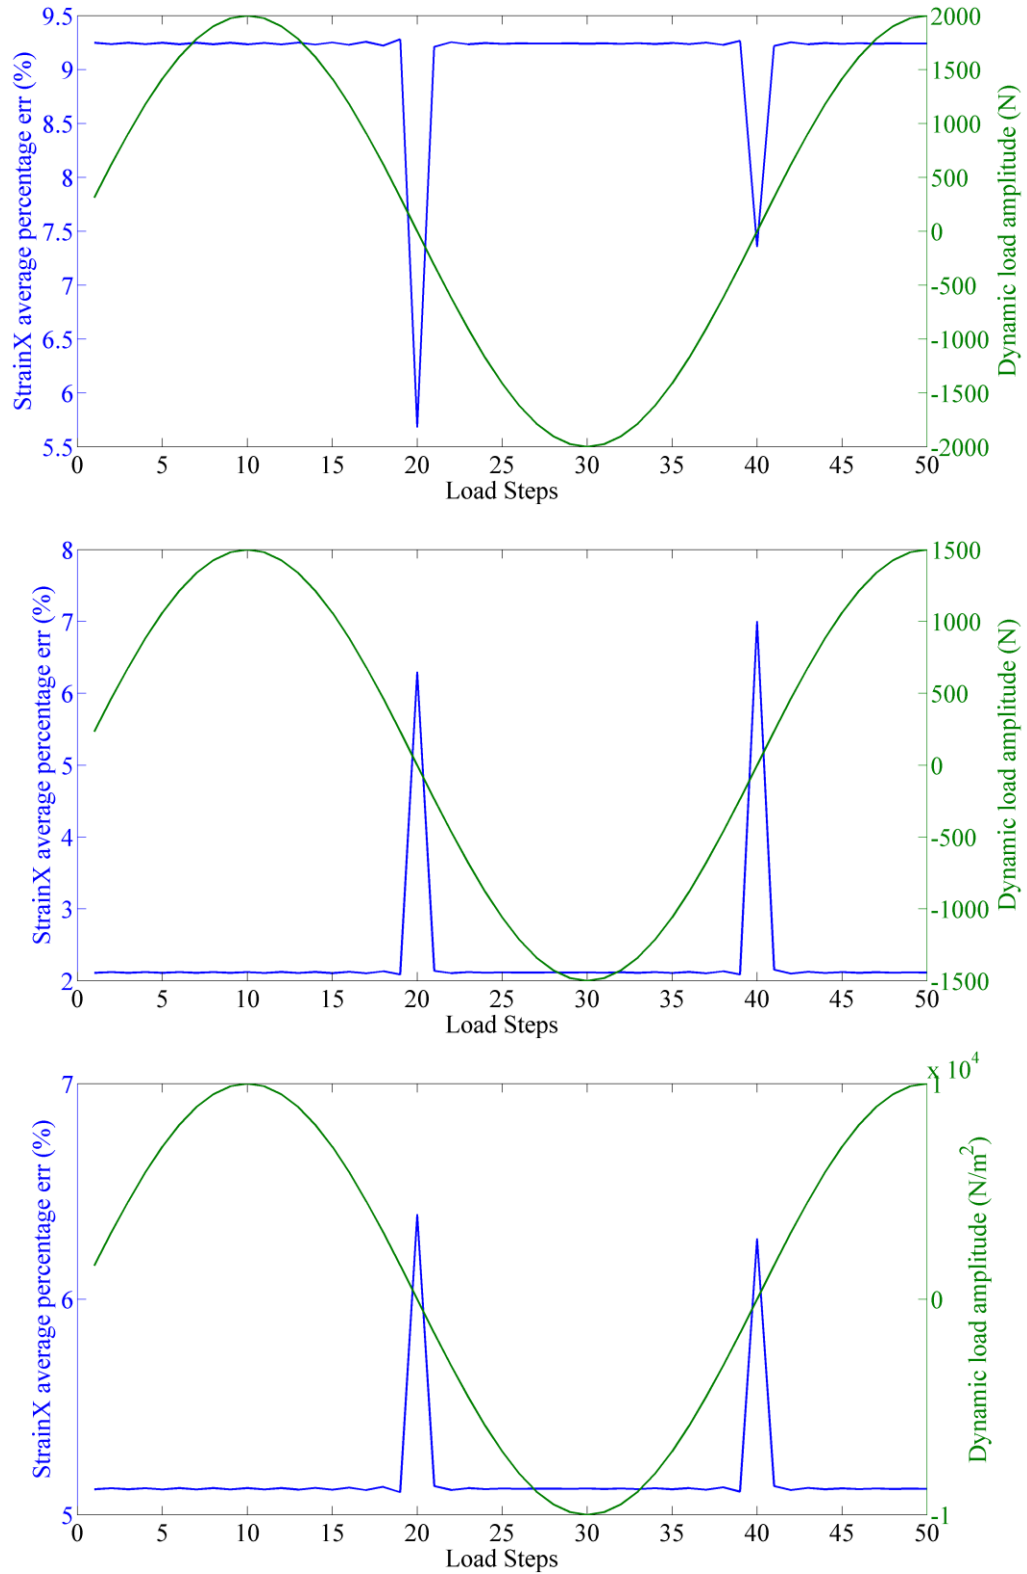 StrainX average percentage err (%)
9.5
9
8.5
8
7.5
7
6.5
6
5.5
0 5 10 15 20 25 30 35 40 45 50
Load Steps
2000
1500
1000
500
0
-500
-1000
-1500
-2000
Dynamic load amplitude (N)
StrainX average percentage err (%)
8
7
6
5
4
3
2
0 5 10 15 20 25 30 35 40 45 50
Load Steps
1500
1000
500
0
-500
-1000
-1500
Dynamic load amplitude (N)
StrainX average percentage err (%)
7
6
5
0 5 10 15 20 25 30 35 40 45 50
Load Steps
x 10⁴
1
0
-1
Dynamic load amplitude (N/m²)